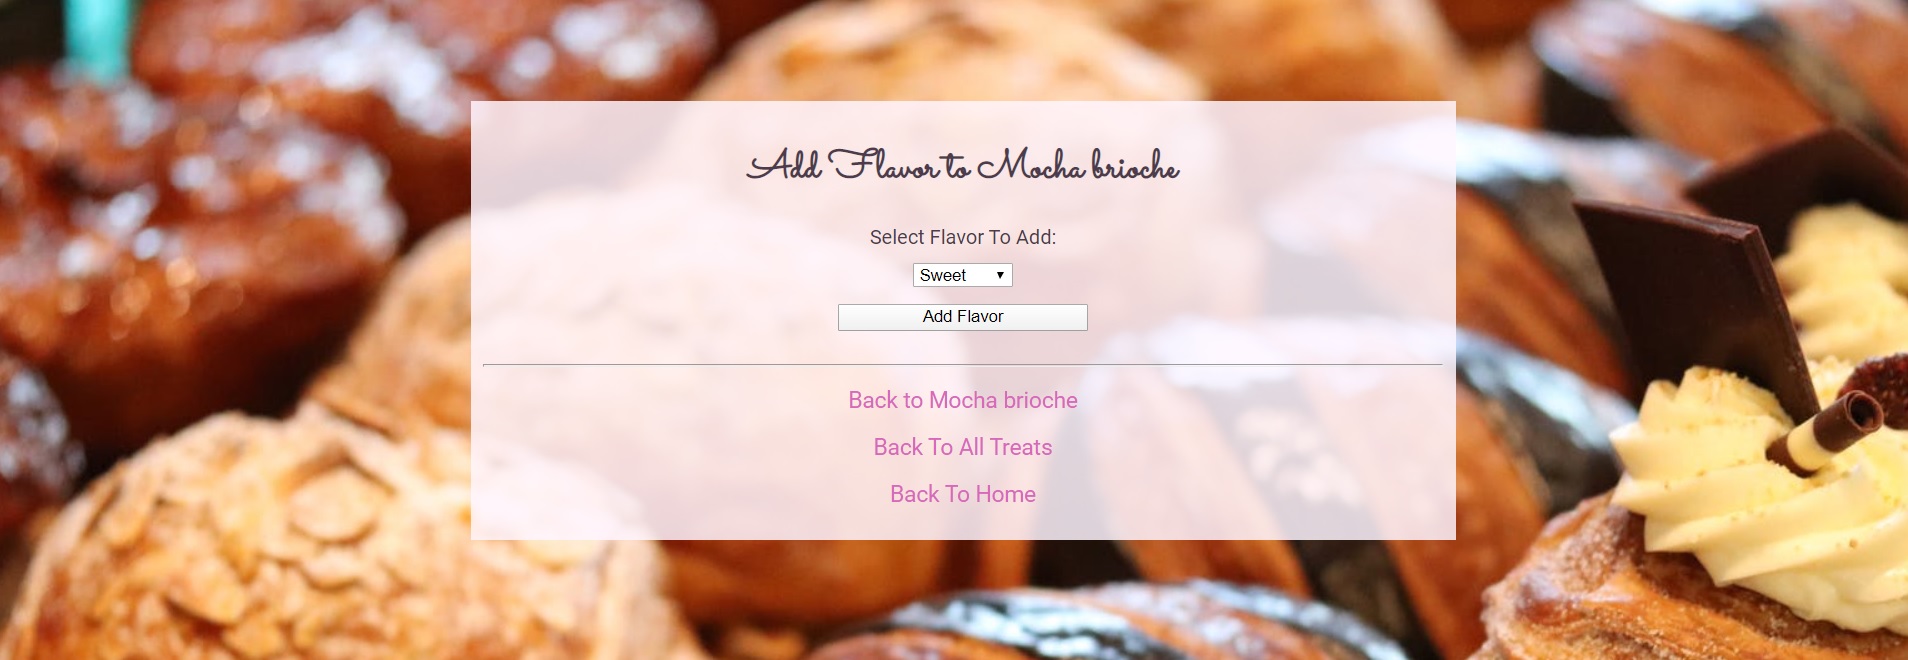 Add Flavor to Mocha brioche
Select Flavor To Add:
Sweet
Add Flavor
Back to Mocha brioche
Back To All Treats
Back To Home